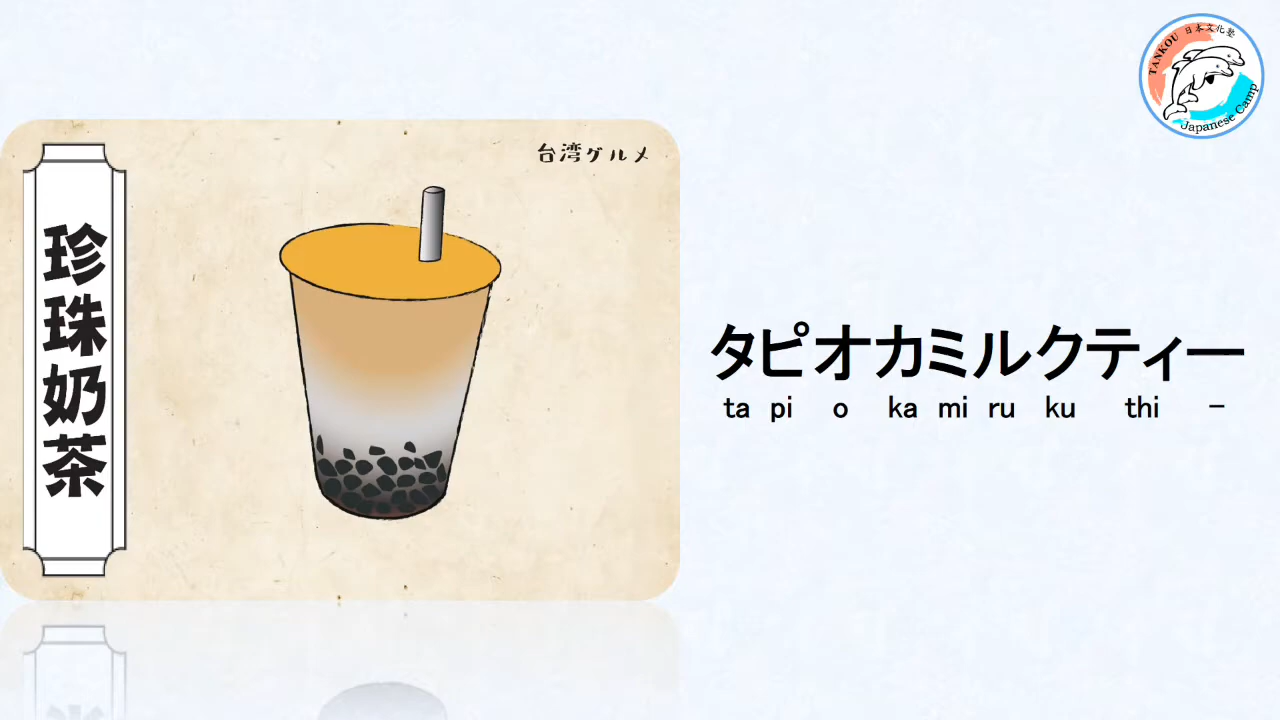 台湾グルメ
珍珠奶茶
タピオカミルクティー
ta pi o ka mi ru ku thi -
TANKOU 日本文化塾
Japanese Camp